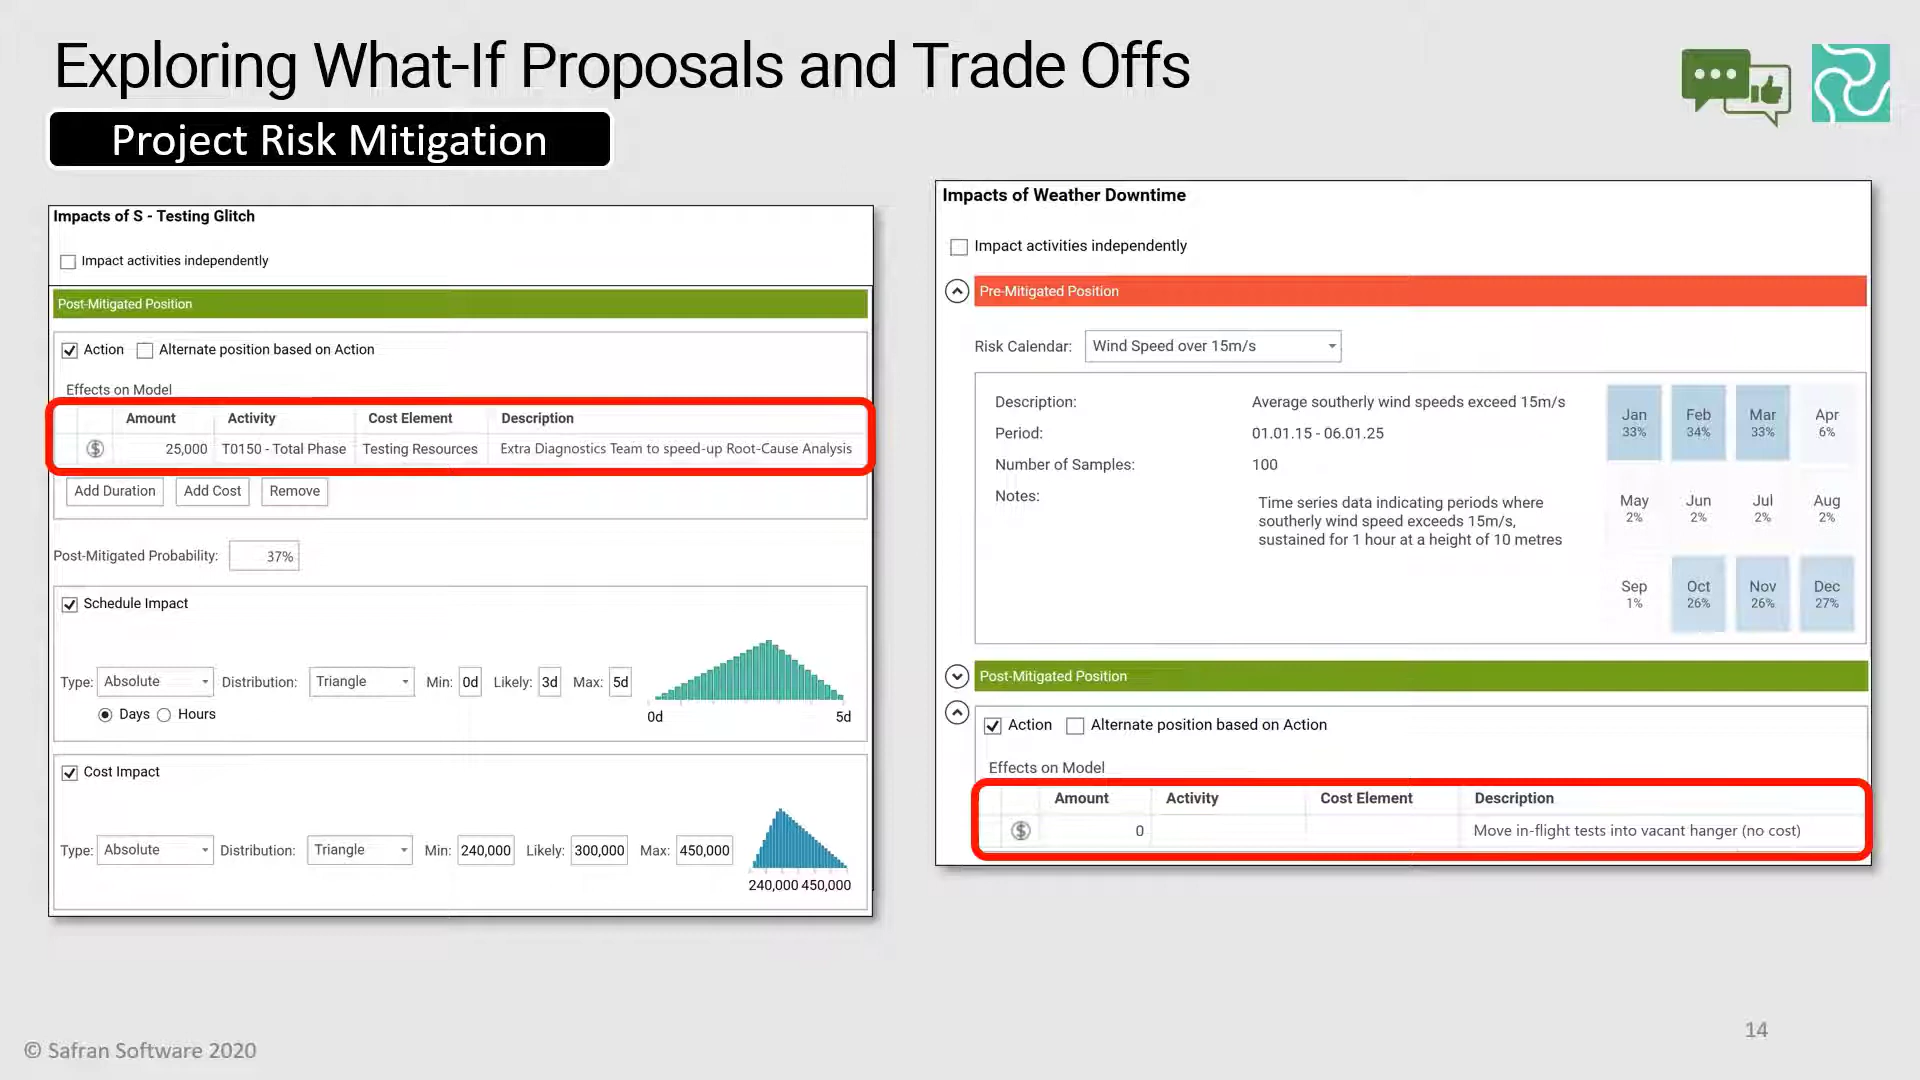 Exploring What-If Proposals and Trade Offs
Project Risk Mitigation
Impacts of S - Testing Glitch
Impact activities independently
Post-Mitigated Position
Action Alternate position based on Action
Effects on Model
Amount Activity Cost Element Description
25,000 T0150 - Total Phase Testing Resources Extra Diagnostics Team to speed-up Root-Cause Analysis
Add Duration Add Cost Remove
Post-Mitigated Probability: 37%
Schedule Impact
Type: Absolute Distribution: Triangle Min: 0d Likely: 3d Max: 5d
Days Hours
0d 5d
Cost Impact
Type: Absolute Distribution: Triangle Min: 240,000 Likely: 300,000 Max: 450,000
240,000 450,000
Impacts of Weather Downtime
Impact activities independently
Pre-Mitigated Position
Risk Calendar: Wind Speed over 15m/s
Description: Average southerly wind speeds exceed 15m/s
Period: 01.01.15 - 06.01.25
Number of Samples: 100
Notes: Time series data indicating periods where
southerly wind speed exceeds 15m/s,
sustained for 1 hour at a height of 10 metres
Jan Feb Mar Apr
33% 34% 33% 6%
May Jun Jul Aug
2% 2% 2% 2%
Sep Oct Nov Dec
1% 26% 26% 27%
Post-Mitigated Position
Action Alternate position based on Action
Effects on Model
Amount Activity Cost Element Description
0 Move in-flight tests into vacant hanger (no cost)
14
© Safran Software 2020